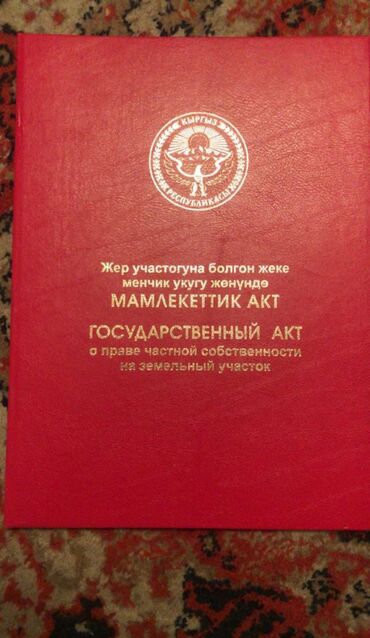 КЫРГЫЗ
РЕСПУБЛИКАСЫ
Жер участогуна болгон жеке
менчик укугу жөнүндө
МАМЛЕКЕТТИК АКТ
ГОСУДАРСТВЕННЫЙ АКТ
о праве частной собственности
на земельный участок